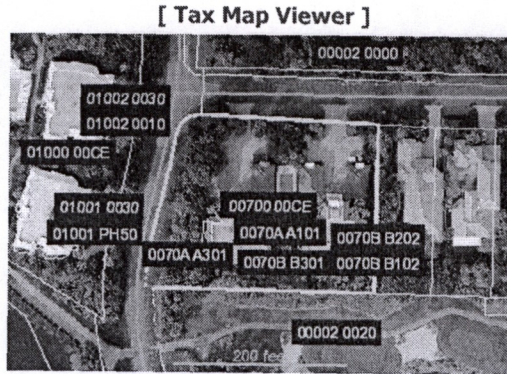 [ Tax Map Viewer ]
00002 0000
01002 0030
01002 0010
01000 00CE
01001 0030
01001 PH50
00700 00CE
0070A A101
0070A A301
0070B B202
0070B B301
0070B B102
00002 0020
200 feet